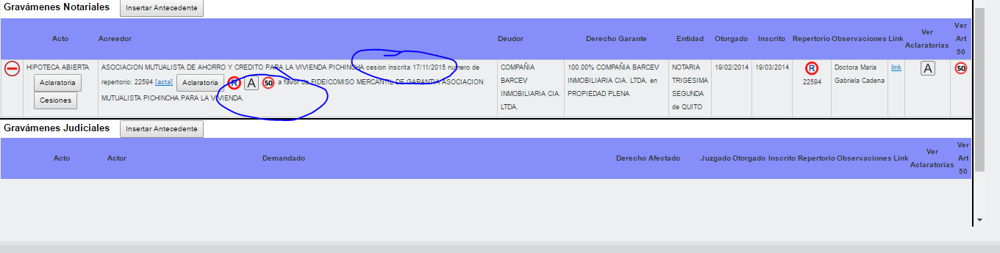 Gravámenes Notariales Insertar Antecedente
Acto Acreedor Deudor Derecho Garante Entidad Otorgado Inscrito Repertorio Observaciones Link Ver Aclaratorias Ver Art 50
HIPOTECA ABIERTA
Aclaratoria
Cesiones
ASOCIACION MUTUALISTA DE AHORRO Y CREDITO PARA LA VIVIENDA PICHINCHA cesion inscrita 17/11/2015 numero de
repertorio: 22594 [acta] Aclaratoria R A 50 a favor de FIDEICOMISO MERCANTIL DE GARANTIA ASOCIACION
MUTUALISTA PICHINCHA PARA LA VIVIENDA.
COMPAÑIA
BARCEV
INMOBILIARIA CIA.
LTDA.
100.00% COMPAÑIA BARCEV
INMOBILIARIA CIA. LTDA. en
PROPIEDAD PLENA
NOTARIA
TRIGESIMA
SEGUNDA
de QUITO
19/02/2014
19/03/2014
R
22594
Doctora Maria
Gabriela Cadena
link
A
50
Gravámenes Judiciales Insertar Antecedente
Acto Actor Demandado Derecho Afectado Juzgado Otorgado Inscrito Repertorio Observaciones Link Ver Aclaratorias Ver Art 50